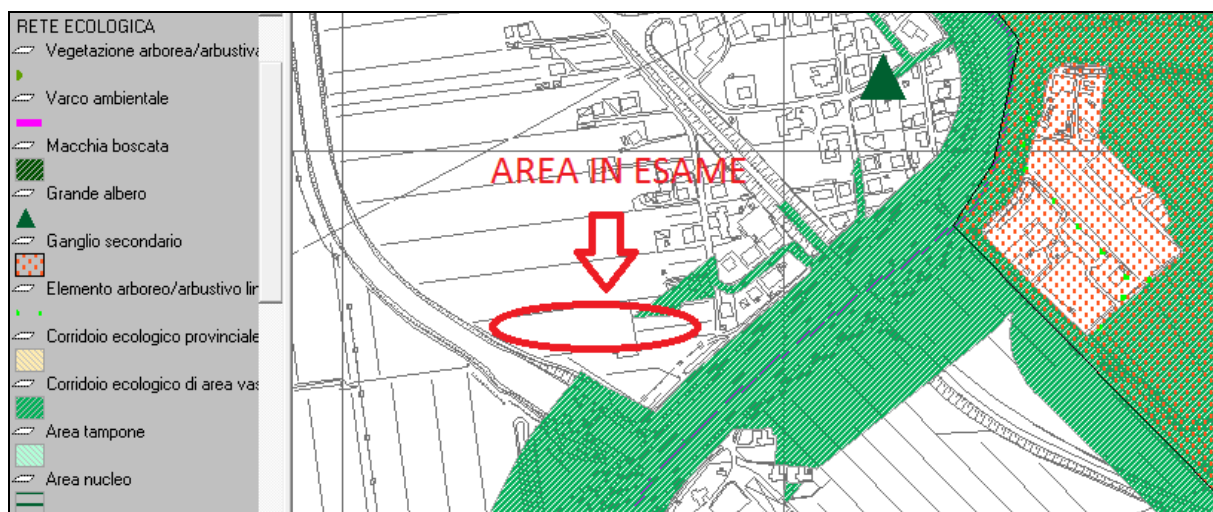 RETE ECOLOGICA
Vegetazione arborea/arbustiva
Varco ambientale
Macchia boscata
Grande albero
Ganglio secondario
Elemento arboreo/arbustivo lir
Corridoio ecologico provinciale
Corridoio ecologico di area vas
Area tampone
Area nucleo
AREA IN ESAME